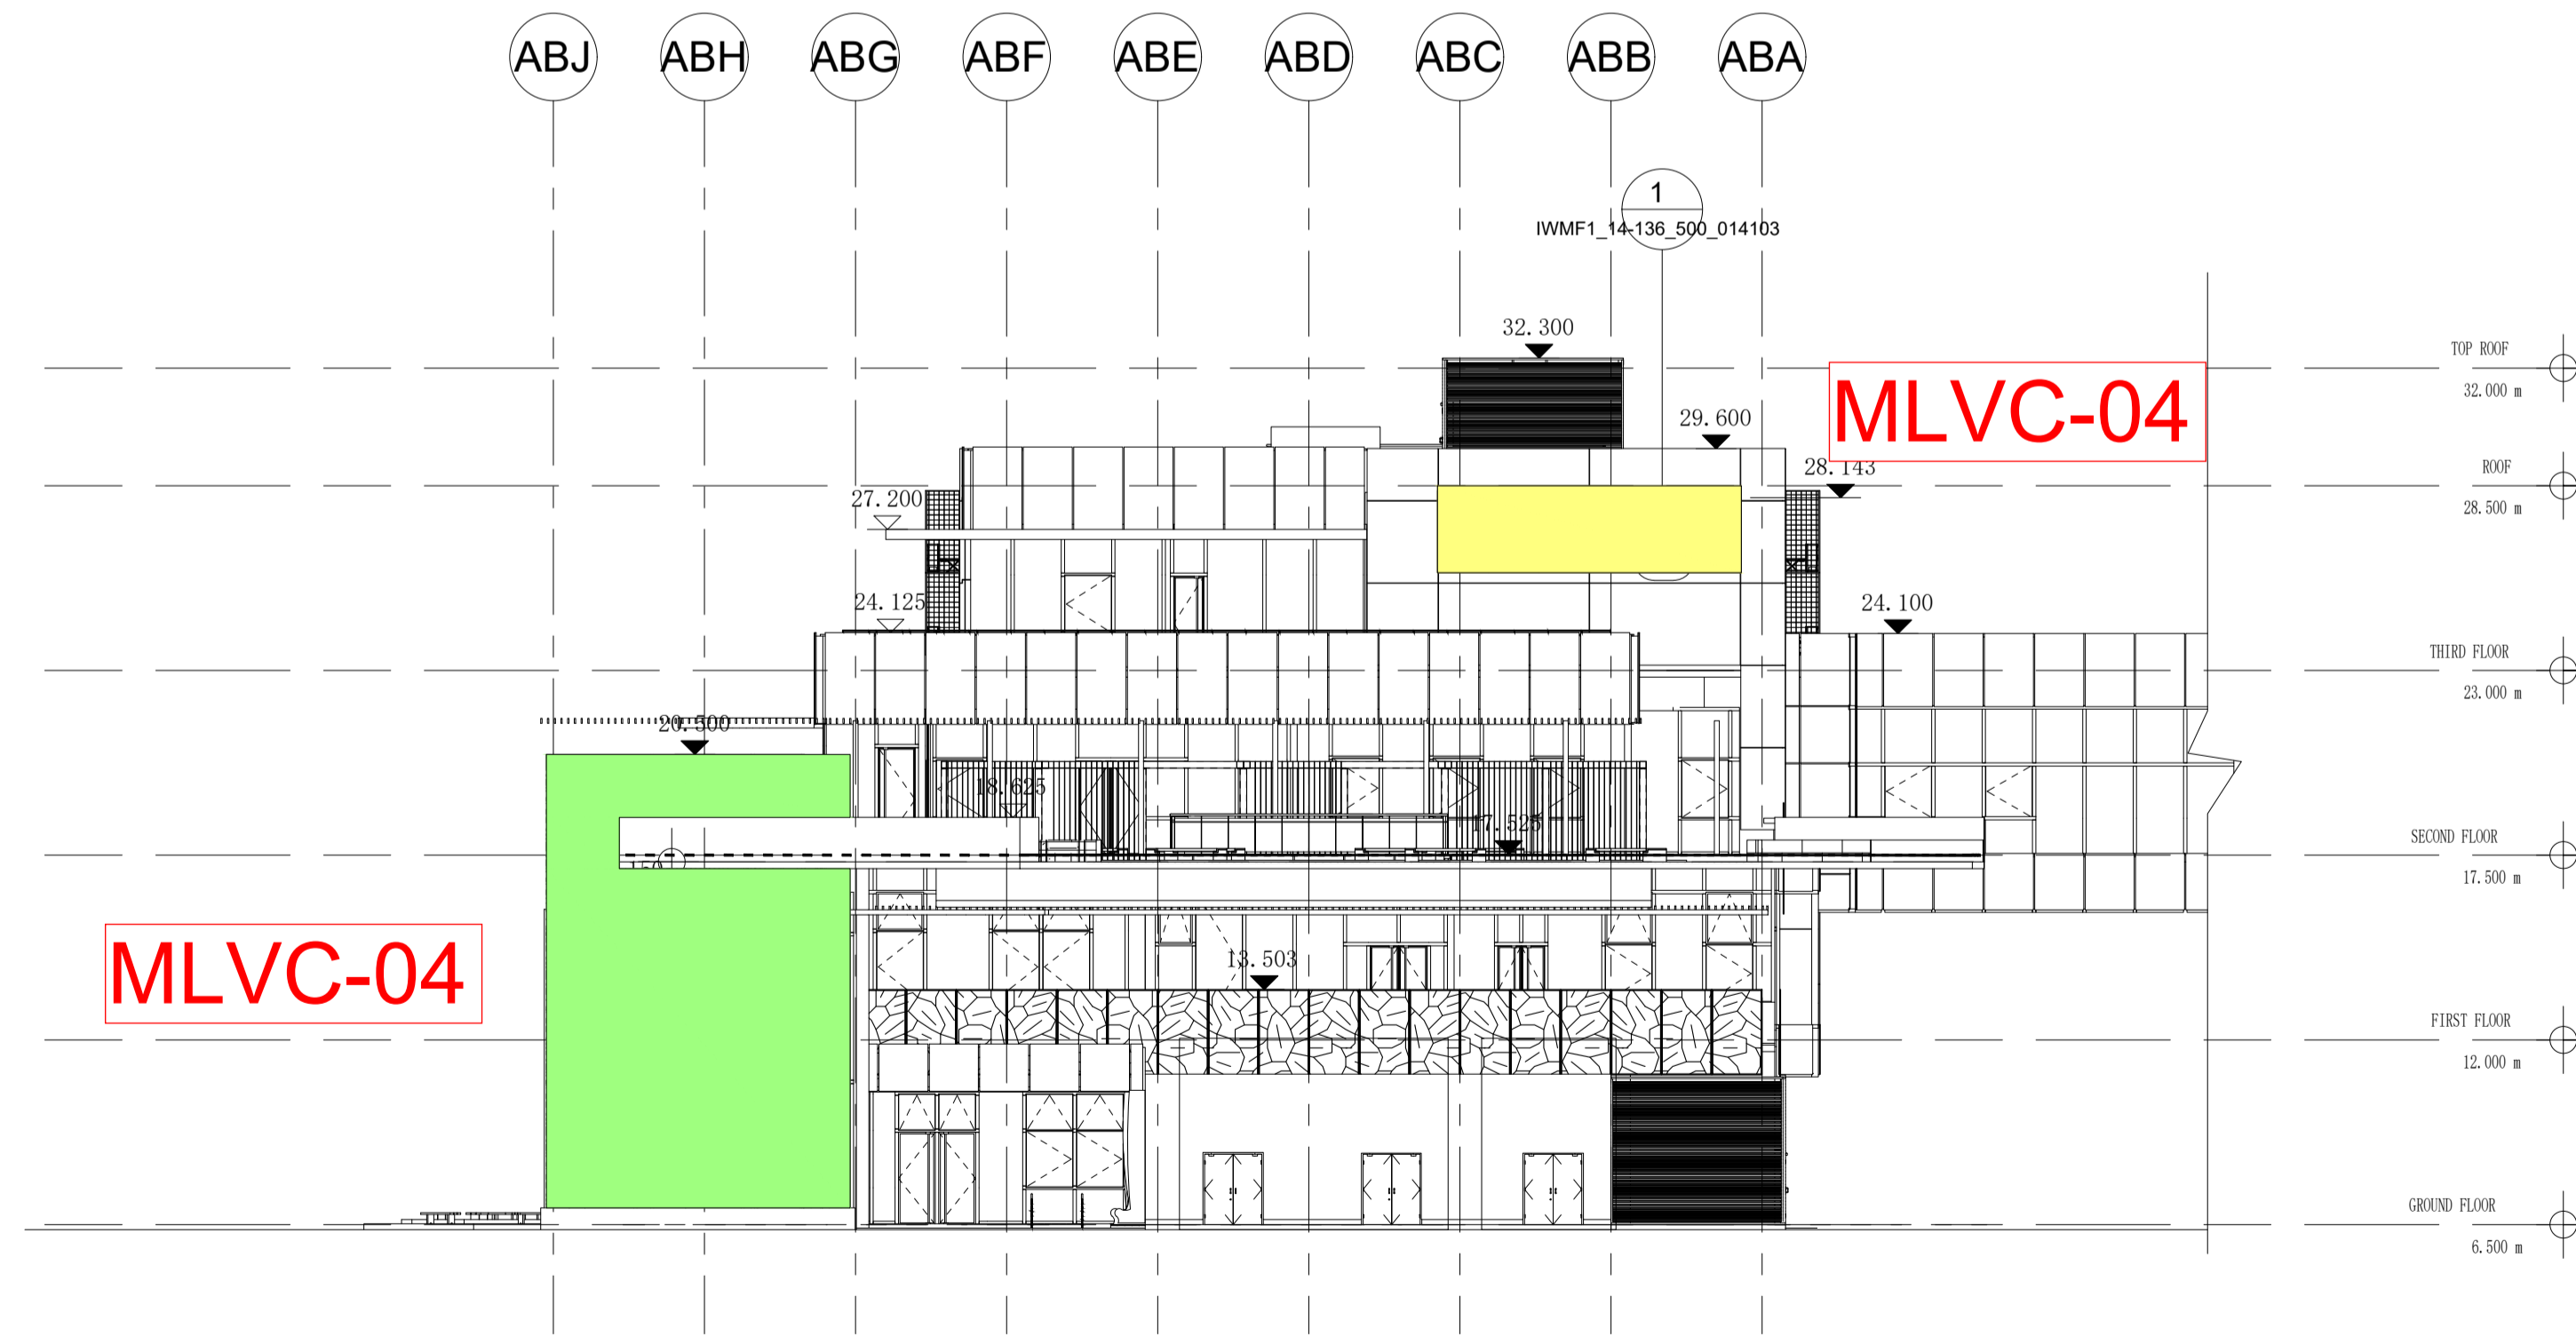 ABJ ABH ABG ABF ABE ABD ABC ABB ABA
1
IWMF1_14-136_500_014103
32.300
TOP ROOF
32.000 m
MLVC-04
29.600
28.143
ROOF
28.500 m
27.200
24.125
24.100
THIRD FLOOR
23.000 m
20.500
18.625
17.525
SECOND FLOOR
17.500 m
MLVC-04
13.503
FIRST FLOOR
12.000 m
GROUND FLOOR
6.500 m